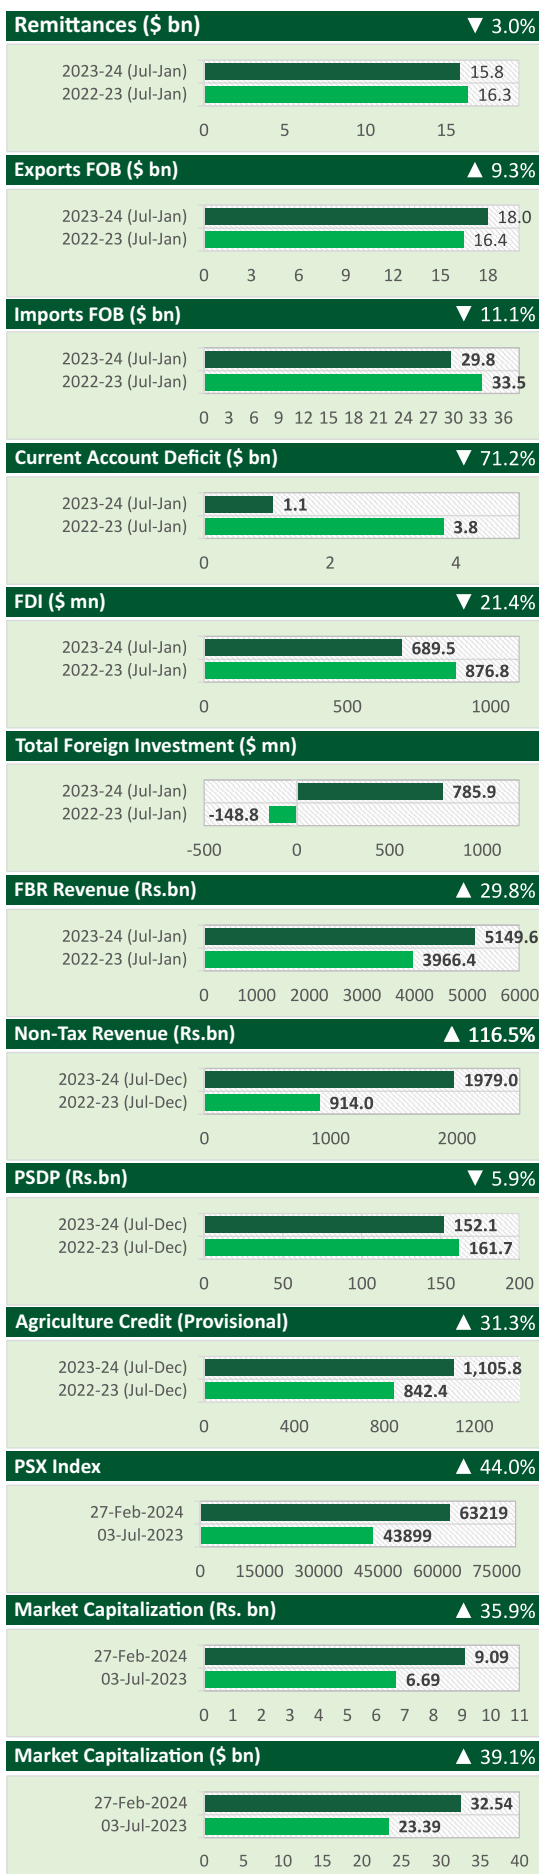 Remittances ($ bn) ▼ 3.0%
2023-24 (Jul-Jan) 15.8
2022-23 (Jul-Jan) 16.3
0 5 10 15
Exports FOB ($ bn) ▲ 9.3%
2023-24 (Jul-Jan) 18.0
2022-23 (Jul-Jan) 16.4
0 3 6 9 12 15 18
Imports FOB ($ bn) ▼ 11.1%
2023-24 (Jul-Jan) 29.8
2022-23 (Jul-Jan) 33.5
0 3 6 9 12 15 18 21 24 27 30 33 36
Current Account Deficit ($ bn) ▼ 71.2%
2023-24 (Jul-Jan) 1.1
2022-23 (Jul-Jan) 3.8
0 2 4
FDI ($ mn) ▼ 21.4%
2023-24 (Jul-Jan) 689.5
2022-23 (Jul-Jan) 876.8
0 500 1000
Total Foreign Investment ($ mn)
2023-24 (Jul-Jan) 785.9
2022-23 (Jul-Jan) -148.8
-500 0 500 1000
FBR Revenue (Rs.bn) ▲ 29.8%
2023-24 (Jul-Jan) 5149.6
2022-23 (Jul-Jan) 3966.4
0 1000 2000 3000 4000 5000 6000
Non-Tax Revenue (Rs.bn) ▲ 116.5%
2023-24 (Jul-Dec) 1979.0
2022-23 (Jul-Dec) 914.0
0 1000 2000
PSDP (Rs.bn) ▼ 5.9%
2023-24 (Jul-Dec) 152.1
2022-23 (Jul-Dec) 161.7
0 50 100 150 200
Agriculture Credit (Provisional) ▲ 31.3%
2023-24 (Jul-Dec) 1,105.8
2022-23 (Jul-Dec) 842.4
0 400 800 1200
PSX Index ▲ 44.0%
27-Feb-2024 63219
03-Jul-2023 43899
0 15000 30000 45000 60000 75000
Market Capitalization (Rs. bn) ▲ 35.9%
27-Feb-2024 9.09
03-Jul-2023 6.69
0 1 2 3 4 5 6 7 8 9 10 11
Market Capitalization ($ bn) ▲ 39.1%
27-Feb-2024 32.54
03-Jul-2023 23.39
0 5 10 15 20 25 30 35 40